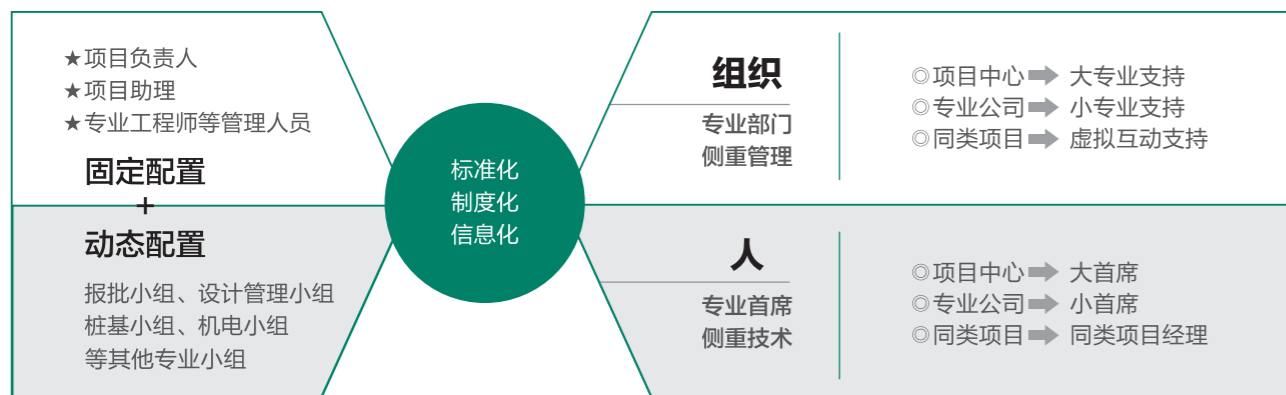 ★项目负责人
★项目助理
★专业工程师等管理人员
固定配置
+
动态配置
报批小组、设计管理小组
桩基小组、机电小组
等其他专业小组
标准化
制度化
信息化
组织
专业部门
侧重管理
◎项目中心➡大专业支持
◎专业公司➡小专业支持
◎同类项目➡虚拟互动支持
人
专业首席
侧重技术
◎项目中心➡大首席
◎专业公司➡小首席
◎同类项目➡同类项目经理